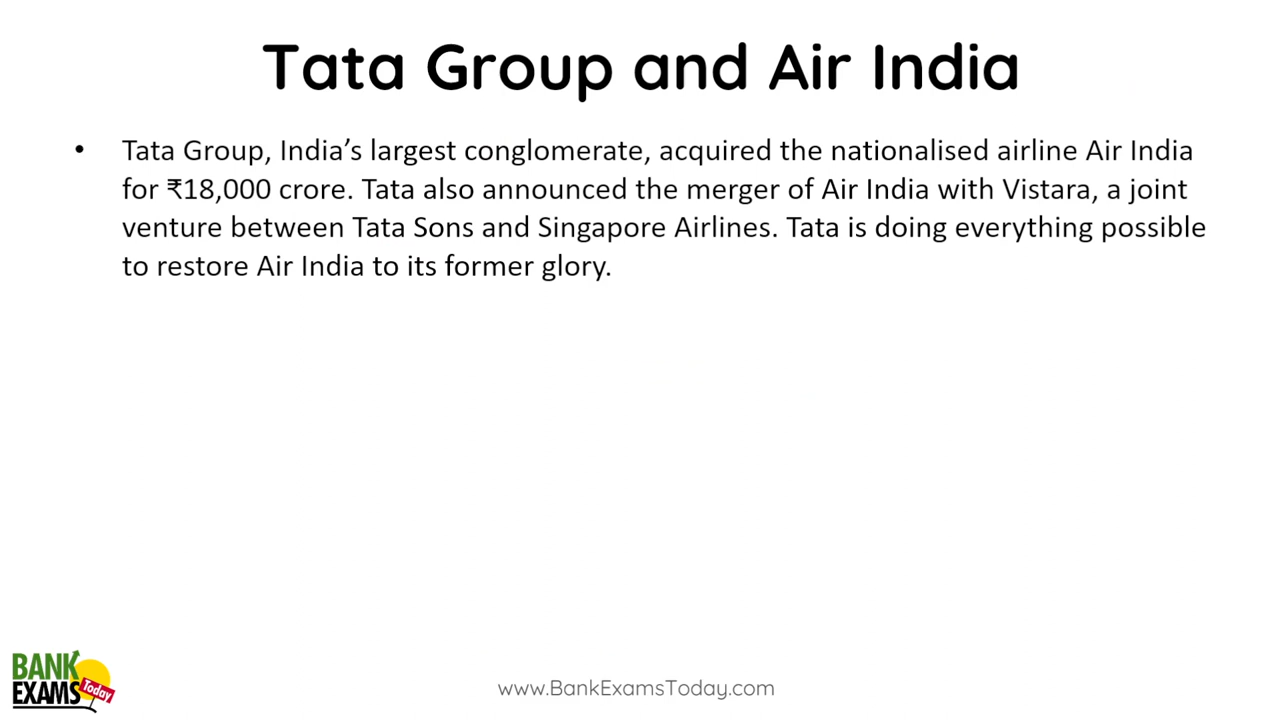 Tata Group and Air India
• Tata Group, India’s largest conglomerate, acquired the nationalised airline Air India
for ₹18,000 crore. Tata also announced the merger of Air India with Vistara, a joint
venture between Tata Sons and Singapore Airlines. Tata is doing everything possible
to restore Air India to its former glory.
BANK
EXAMS Today
www.BankExamsToday.com